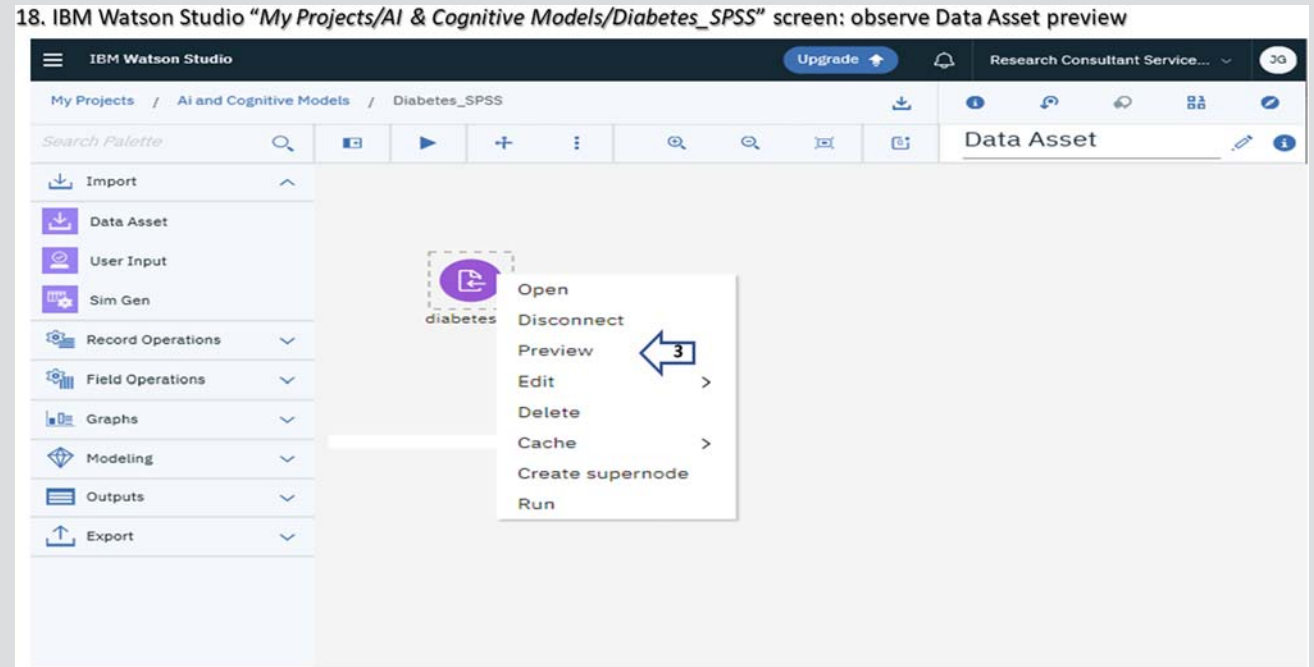 18. IBM Watson Studio “My Projects/AI & Cognitive Models/Diabetes_SPSS” screen: observe Data Asset preview
IBM Watson Studio
Upgrade
Research Consultant Service...
JG
My Projects / Ai and Cognitive Models / Diabetes_SPSS
Search Palette
Data Asset
Import
Data Asset
User Input
Sim Gen
Record Operations
Field Operations
Graphs
Modeling
Outputs
Export
diabetes
Open
Disconnect
Preview
3
Edit >
Delete
Cache >
Create supernode
Run